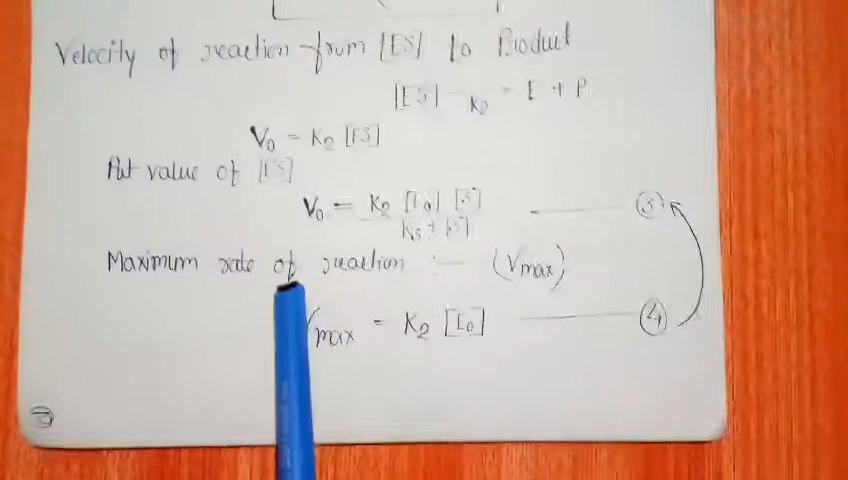 Velocity of reaction from [ES] to Product
[ES] K2 = E + P
V0 = K2 [ES]
Put value of [ES]
V0 = K2 [E0] [S] / Ks + [S] — 3
Maximum rate of reaction :— (Vmax)
Vmax = K2 [E0] — 4